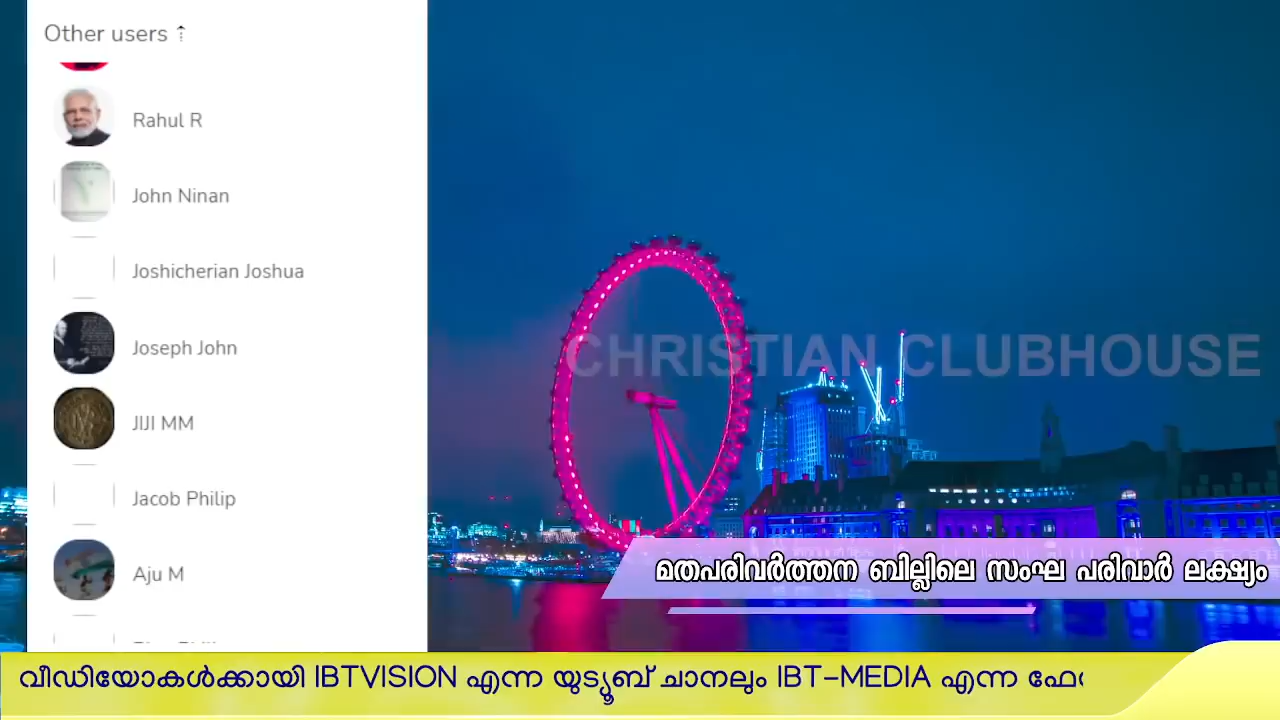 Other users ⇡
Rahul R
John Ninan
Joshicherian Joshua
Joseph John
JIJI MM
Jacob Philip
Aju M
CHRISTIAN CLUBHOUSE
മതപരിവർത്തന ബില്ലിലെ സംഘ പരിവാർ ലക്ഷ്യം
വീഡിയോകൾക്കായി IBTVISION എന്ന യുട്യൂബ് ചാനലും IBT-MEDIA എന്ന